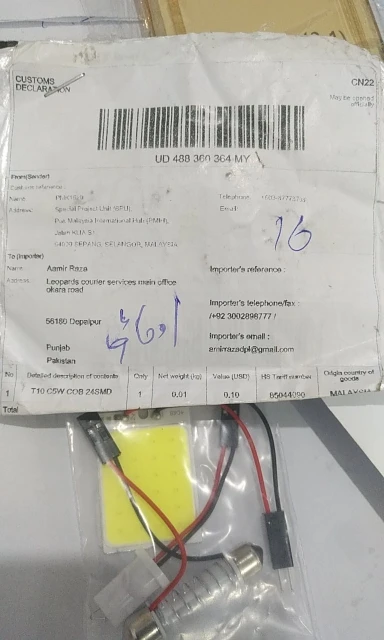 CUSTOMS
DECLARATION
CN22
May be opened
officially
UD 488 360 364 MY
From(Sender)
Customs reference :
Name
Address
Special Project Unit (SPU),
Pos Malaysia International Hub (PMIH),
Jalan KLIA S1
64000 SEPANG, SELANGOR, MALAYSIA
Telephone
Email
16
To (Importer)
Name
Aamir Raza
Address
Leopards courier services main office
okara road
56180 Depalpur
Punjab
Pakistan
Importer's reference :
Importer's telephone/fax :
/+92 3002898777 /
Importer's email :
amirrazadpl@gmail.com
No Detailed description of contents Qnty Net weight (kg) Value (USD) HS Tariff number Origin country of goods
1 T10 C5W COB 24SMD 1 0.01 0.10 85044090 MALAYSIA
Total